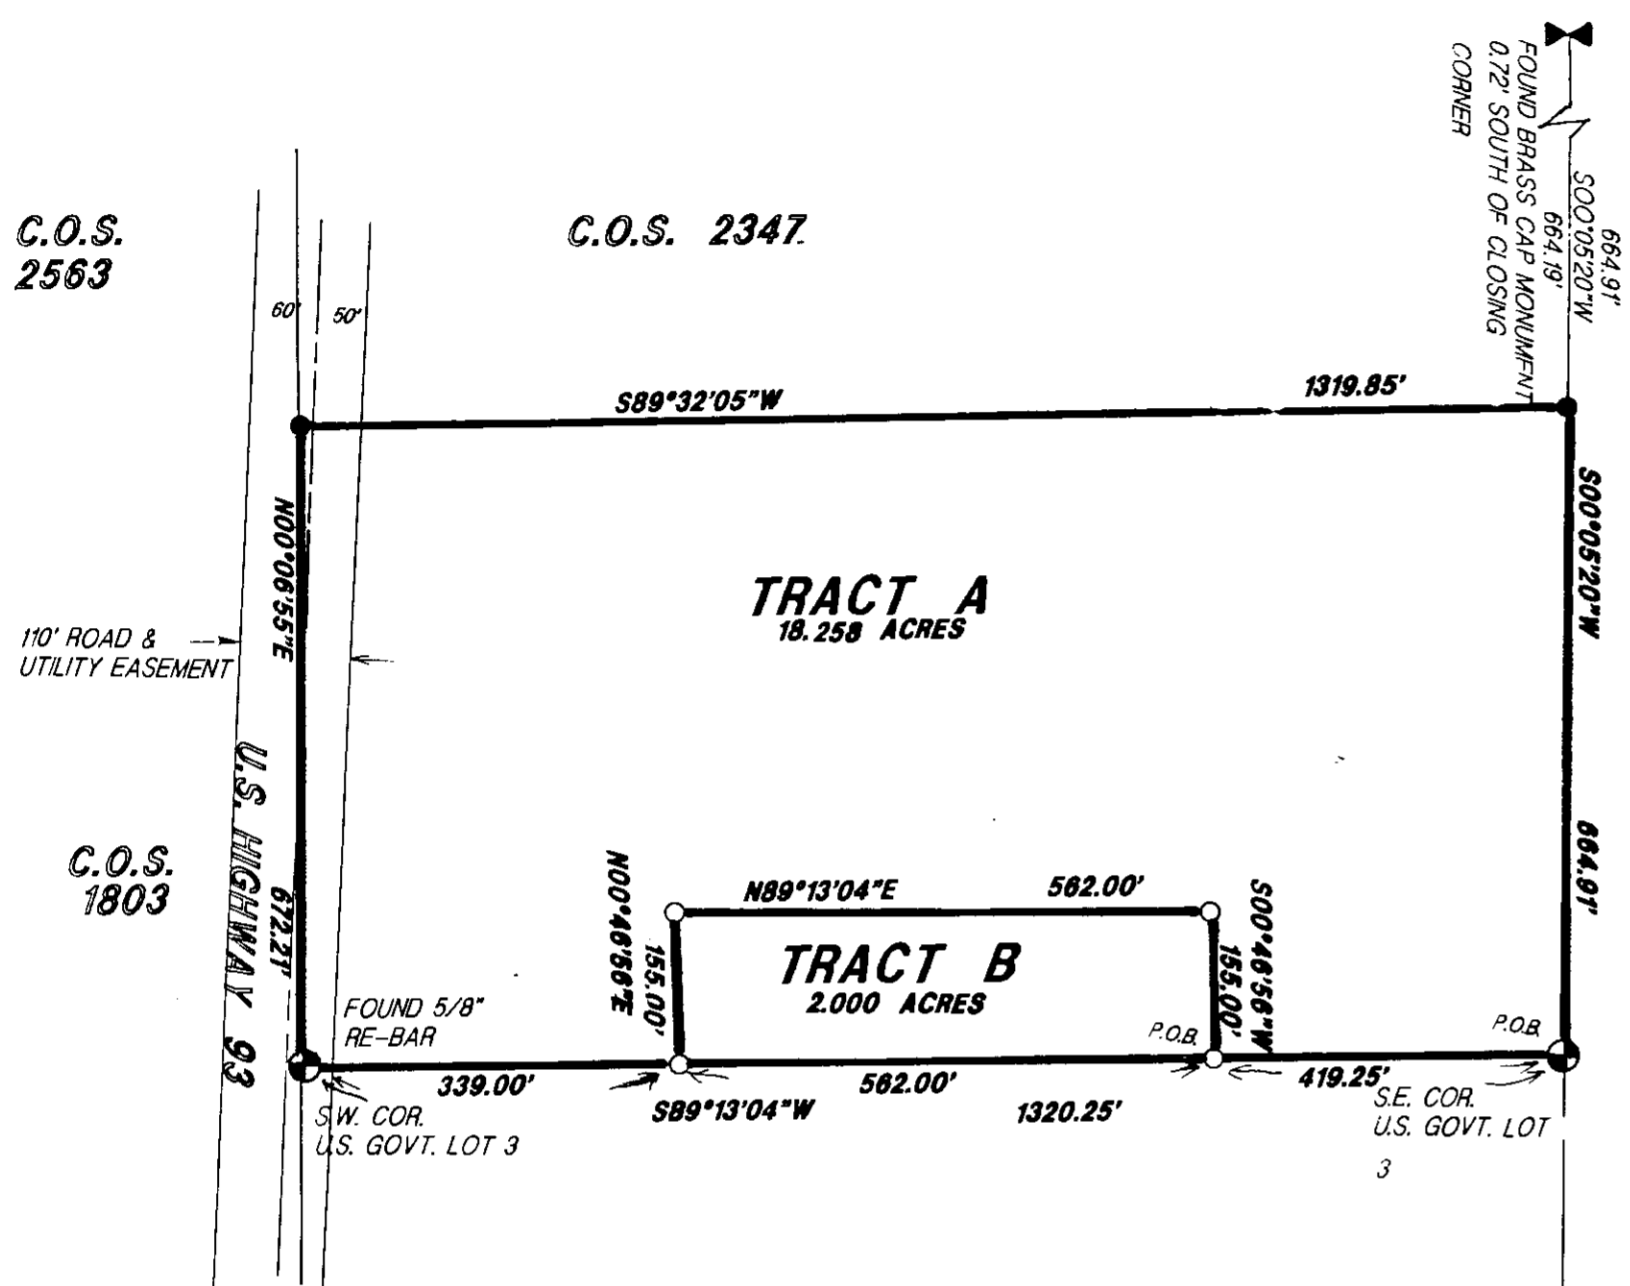 FOUND BRASS CAP MONUMENT
0.72' SOUTH OF CLOSING
CORNER
664.91'
S00°05'20"W
664.19'
C.O.S.
2563
C.O.S. 2347
60'
50'
S89°32'05"W
1319.85'
N00°06'55"E
672.21'
S00°05'20"W
664.91'
TRACT A
18.258 ACRES
110' ROAD &
UTILITY EASEMENT
U.S. HIGHWAY 93
C.O.S.
1803
N00°46'56"E
155.00'
N89°13'04"E
562.00'
S00°46'56"W
155.00'
TRACT B
2.000 ACRES
FOUND 5/8"
RE-BAR
P.O.B.
P.O.B.
339.00'
562.00'
419.25'
S89°13'04"W
1320.25'
S.W. COR.
U.S. GOVT. LOT 3
S.E. COR.
U.S. GOVT. LOT
3